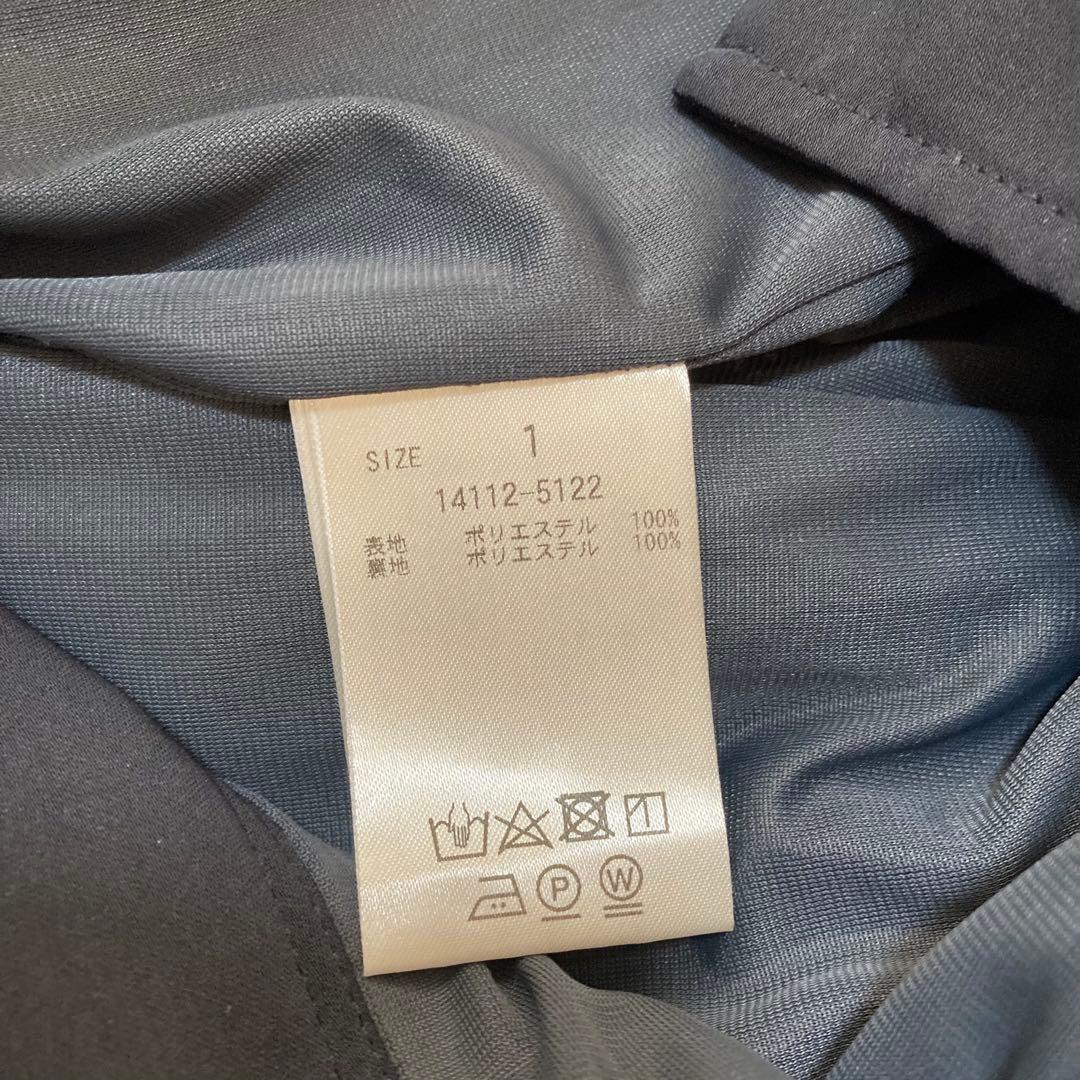 SIZE 1
14112-5122
表地 ポリエステル 100%
裏地 ポリエステル 100%
P W